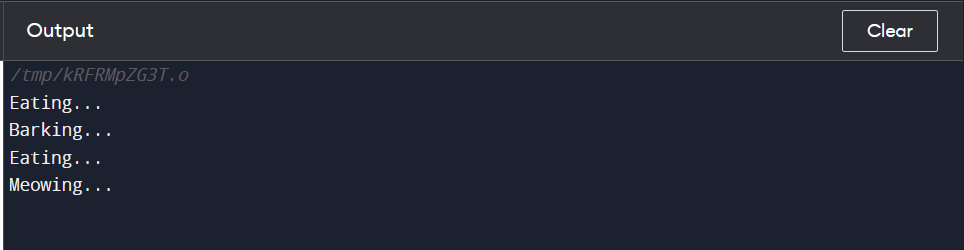 Output
Clear
/tmp/kRFRMpZG3T.o
Eating...
Barking...
Eating...
Meowing...